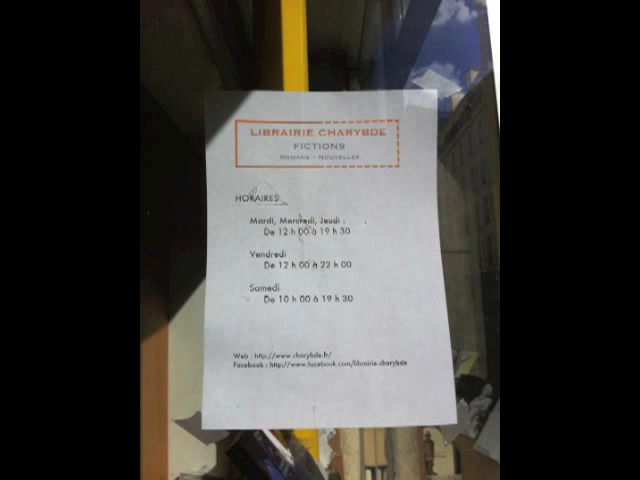 LIBRAIRIE CHARYBDE
FICTIONS
ROMANS - NOUVELLES
HORAIRES
Mardi, Mercredi, Jeudi :
De 12 h 00 à 19 h 30
Vendredi
De 12 h 00 à 22 h 00
Samedi
De 10 h 00 à 19 h 30
Web : http://www.charybde.fr/
Facebook : http://www.facebook.com/librairie.charybde